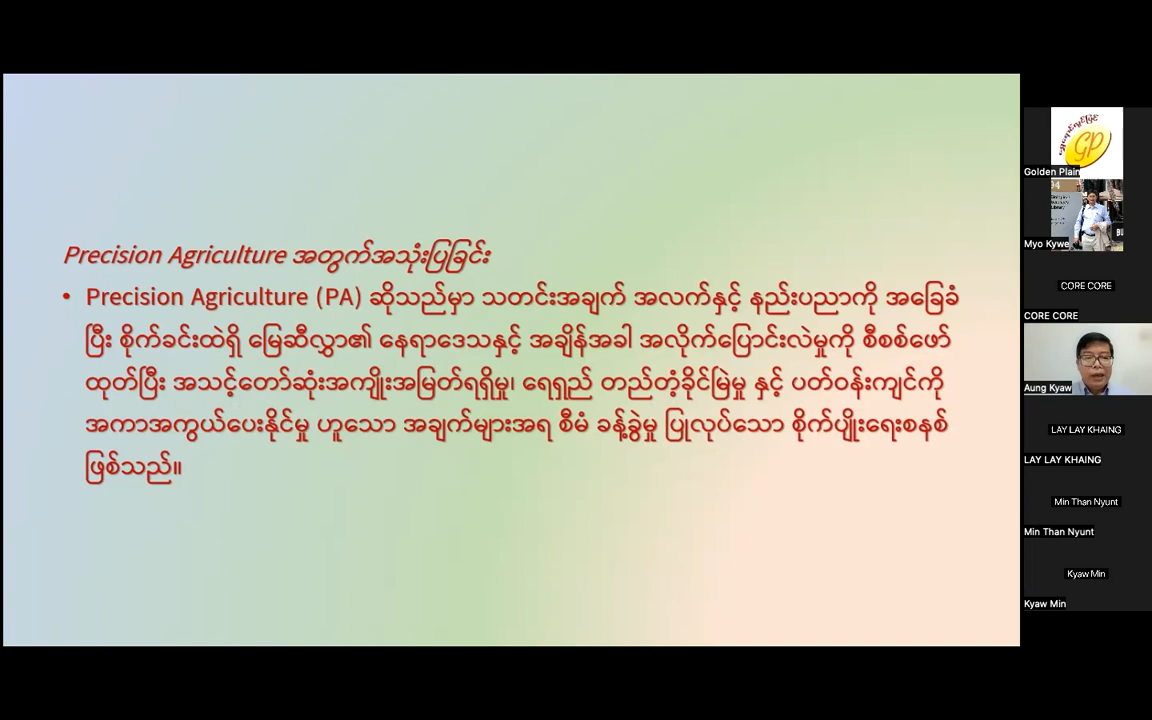 Precision Agriculture အတွက်အသုံးပြုခြင်း
• Precision Agriculture (PA) ဆိုသည်မှာ သတင်းအချက် အလက်နှင့် နည်းပညာကို အခြေခံ
ပြီး စိုက်ခင်းထဲရှိ မြေဆီလွှာ၏ နေရာဒေသနှင့် အချိန်အခါ အလိုက်ပြောင်းလဲမှုကို စီစစ်ဖော်
ထုတ်ပြီး အသင့်တော်ဆုံးအကျိုးအမြတ်ရရှိမှု၊ ရေရှည် တည်တံ့ခိုင်မြဲမှု နှင့် ပတ်ဝန်းကျင်ကို
အကာအကွယ်ပေးနိုင်မှု ဟူသော အချက်များအရ စီမံ ခန့်ခွဲမှု ပြုလုပ်သော စိုက်ပျိုးရေးစနစ်
ဖြစ်သည်။
GP
Golden Plain
Myo Kywe
CORE CORE
CORE CORE
Aung Kyaw
LAY LAY KHAING
LAY LAY KHAING
Min Than Nyunt
Min Than Nyunt
Kyaw Min
Kyaw Min